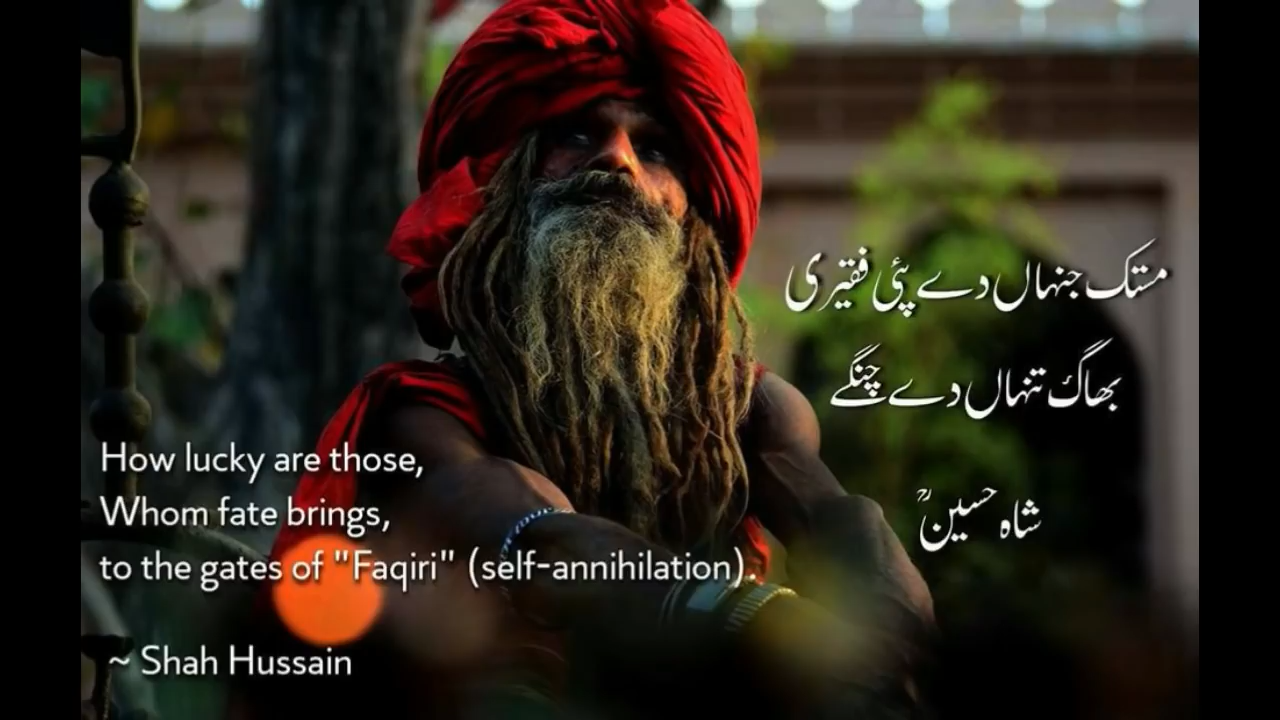 مستک جنہاں دے پئی فقیری
بھاگ تنہاں دے چنگے
شاہ حسینؒ
How lucky are those,
Whom fate brings,
to the gates of "Faqiri" (self-annihilation).
~ Shah Hussain